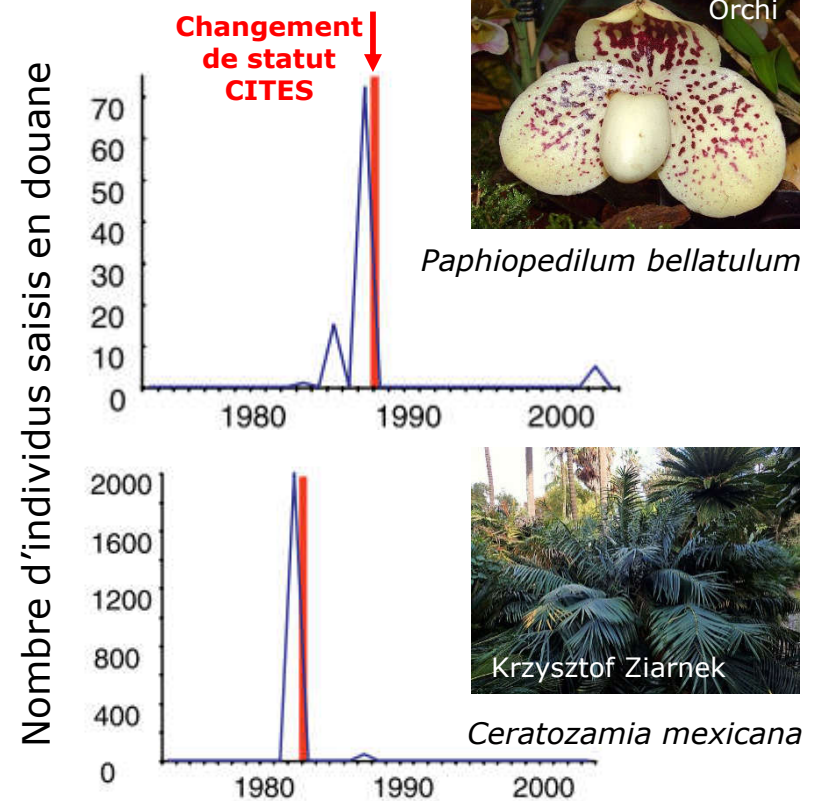 Changement
de statut
CITES
Orchi
Nombre d’individus saisis en douane
70
60
50
40
30
20
10
0
1980 1990 2000
Paphiopedilum bellatulum
2000
1600
1200
800
400
0
1980 1990 2000
Krzysztof Ziarnek
Ceratozamia mexicana